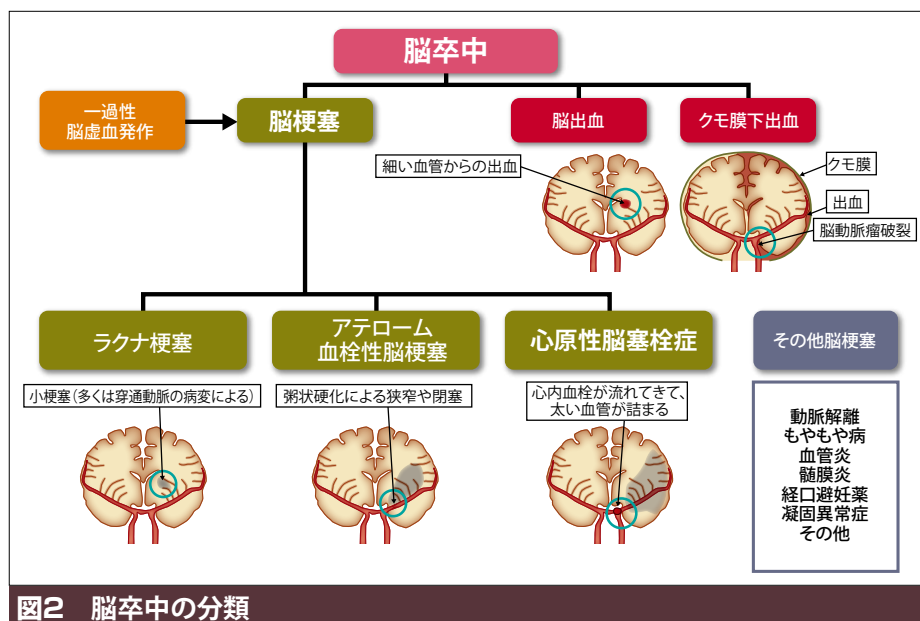 脳卒中
一過性
脳虚血発作
脳梗塞
脳出血
クモ膜下出血
細い血管からの出血
クモ膜
出血
脳動脈瘤破裂
ラクナ梗塞
アテローム
血栓性脳梗塞
心原性脳塞栓症
その他脳梗塞
小梗塞(多くは穿通動脈の病変による)
粥状硬化による狭窄や閉塞
心内血栓が流れてきて、
太い血管が詰まる
動脈解離
もやもや病
血管炎
髄膜炎
経口避妊薬
凝固異常症
その他
図2 脳卒中の分類